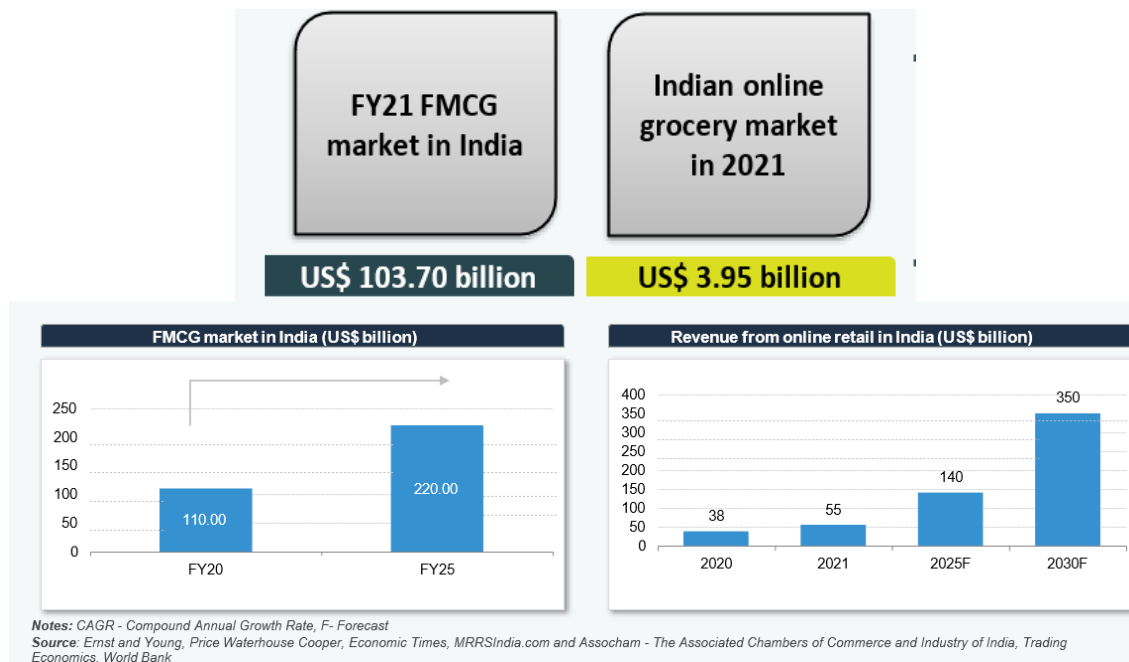 FY21 FMCG
market in India
Indian online
grocery market
in 2021
US$ 103.70 billion
US$ 3.95 billion
FMCG market in India (US$ billion)
250
200
150
100
50
0
110.00
220.00
FY20
FY25
Revenue from online retail in India (US$ billion)
400
350
300
250
200
150
100
50
0
38
55
140
350
2020
2021
2025F
2030F
Notes: CAGR - Compound Annual Growth Rate, F- Forecast
Source: Ernst and Young, Price Waterhouse Cooper, Economic Times, MRRSIndia.com and Assocham - The Associated Chambers of Commerce and Industry of India, Trading
Economics, World Bank